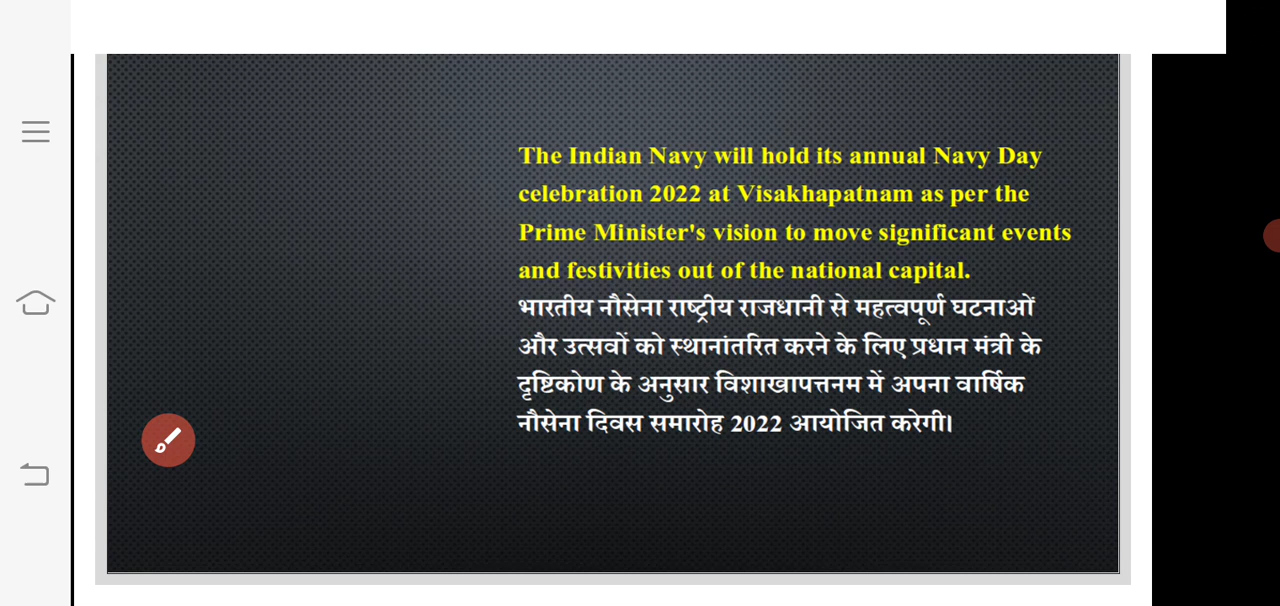 The Indian Navy will hold its annual Navy Day
celebration 2022 at Visakhapatnam as per the
Prime Minister's vision to move significant events
and festivities out of the national capital.
भारतीय नौसेना राष्ट्रीय राजधानी से महत्वपूर्ण घटनाओं
और उत्सवों को स्थानांतरित करने के लिए प्रधान मंत्री के
दृष्टिकोण के अनुसार विशाखापत्तनम में अपना वार्षिक
नौसेना दिवस समारोह 2022 आयोजित करेगी।